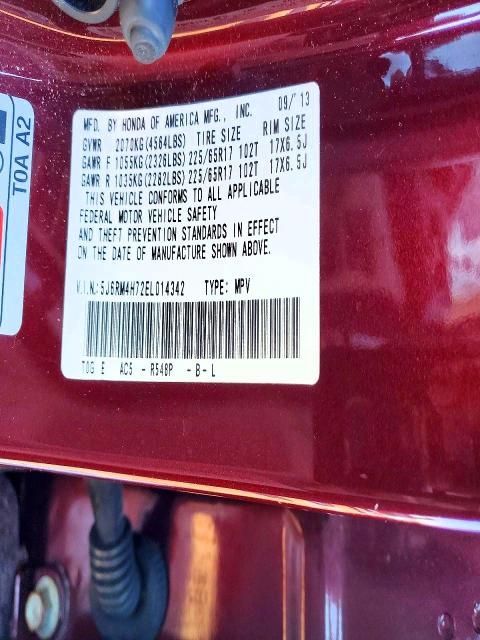 MFD. BY HONDA OF AMERICA MFG., INC. 09/'13
GVWR 2070KG(4564LBS) TIRE SIZE RIM SIZE
GAWR F 1055KG(2326LBS) 225/65R17 102T 17X6.5J
GAWR R 1035KG(2282LBS) 225/65R17 102T 17X6.5J
THIS VEHICLE CONFORMS TO ALL APPLICABLE
FEDERAL MOTOR VEHICLE SAFETY
AND THEFT PREVENTION STANDARDS IN EFFECT
ON THE DATE OF MANUFACTURE SHOWN ABOVE.
V.I.N.: 5J6RM4H72EL014342 TYPE: MPV
T0G E AC5 - R548P - B - L
T0A A2